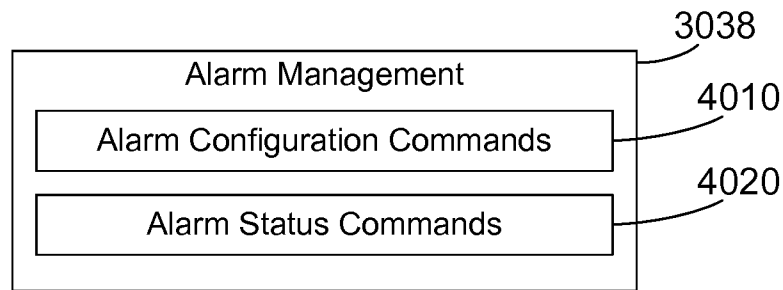 3038
Alarm Management
4010
Alarm Configuration Commands
4020
Alarm Status Commands